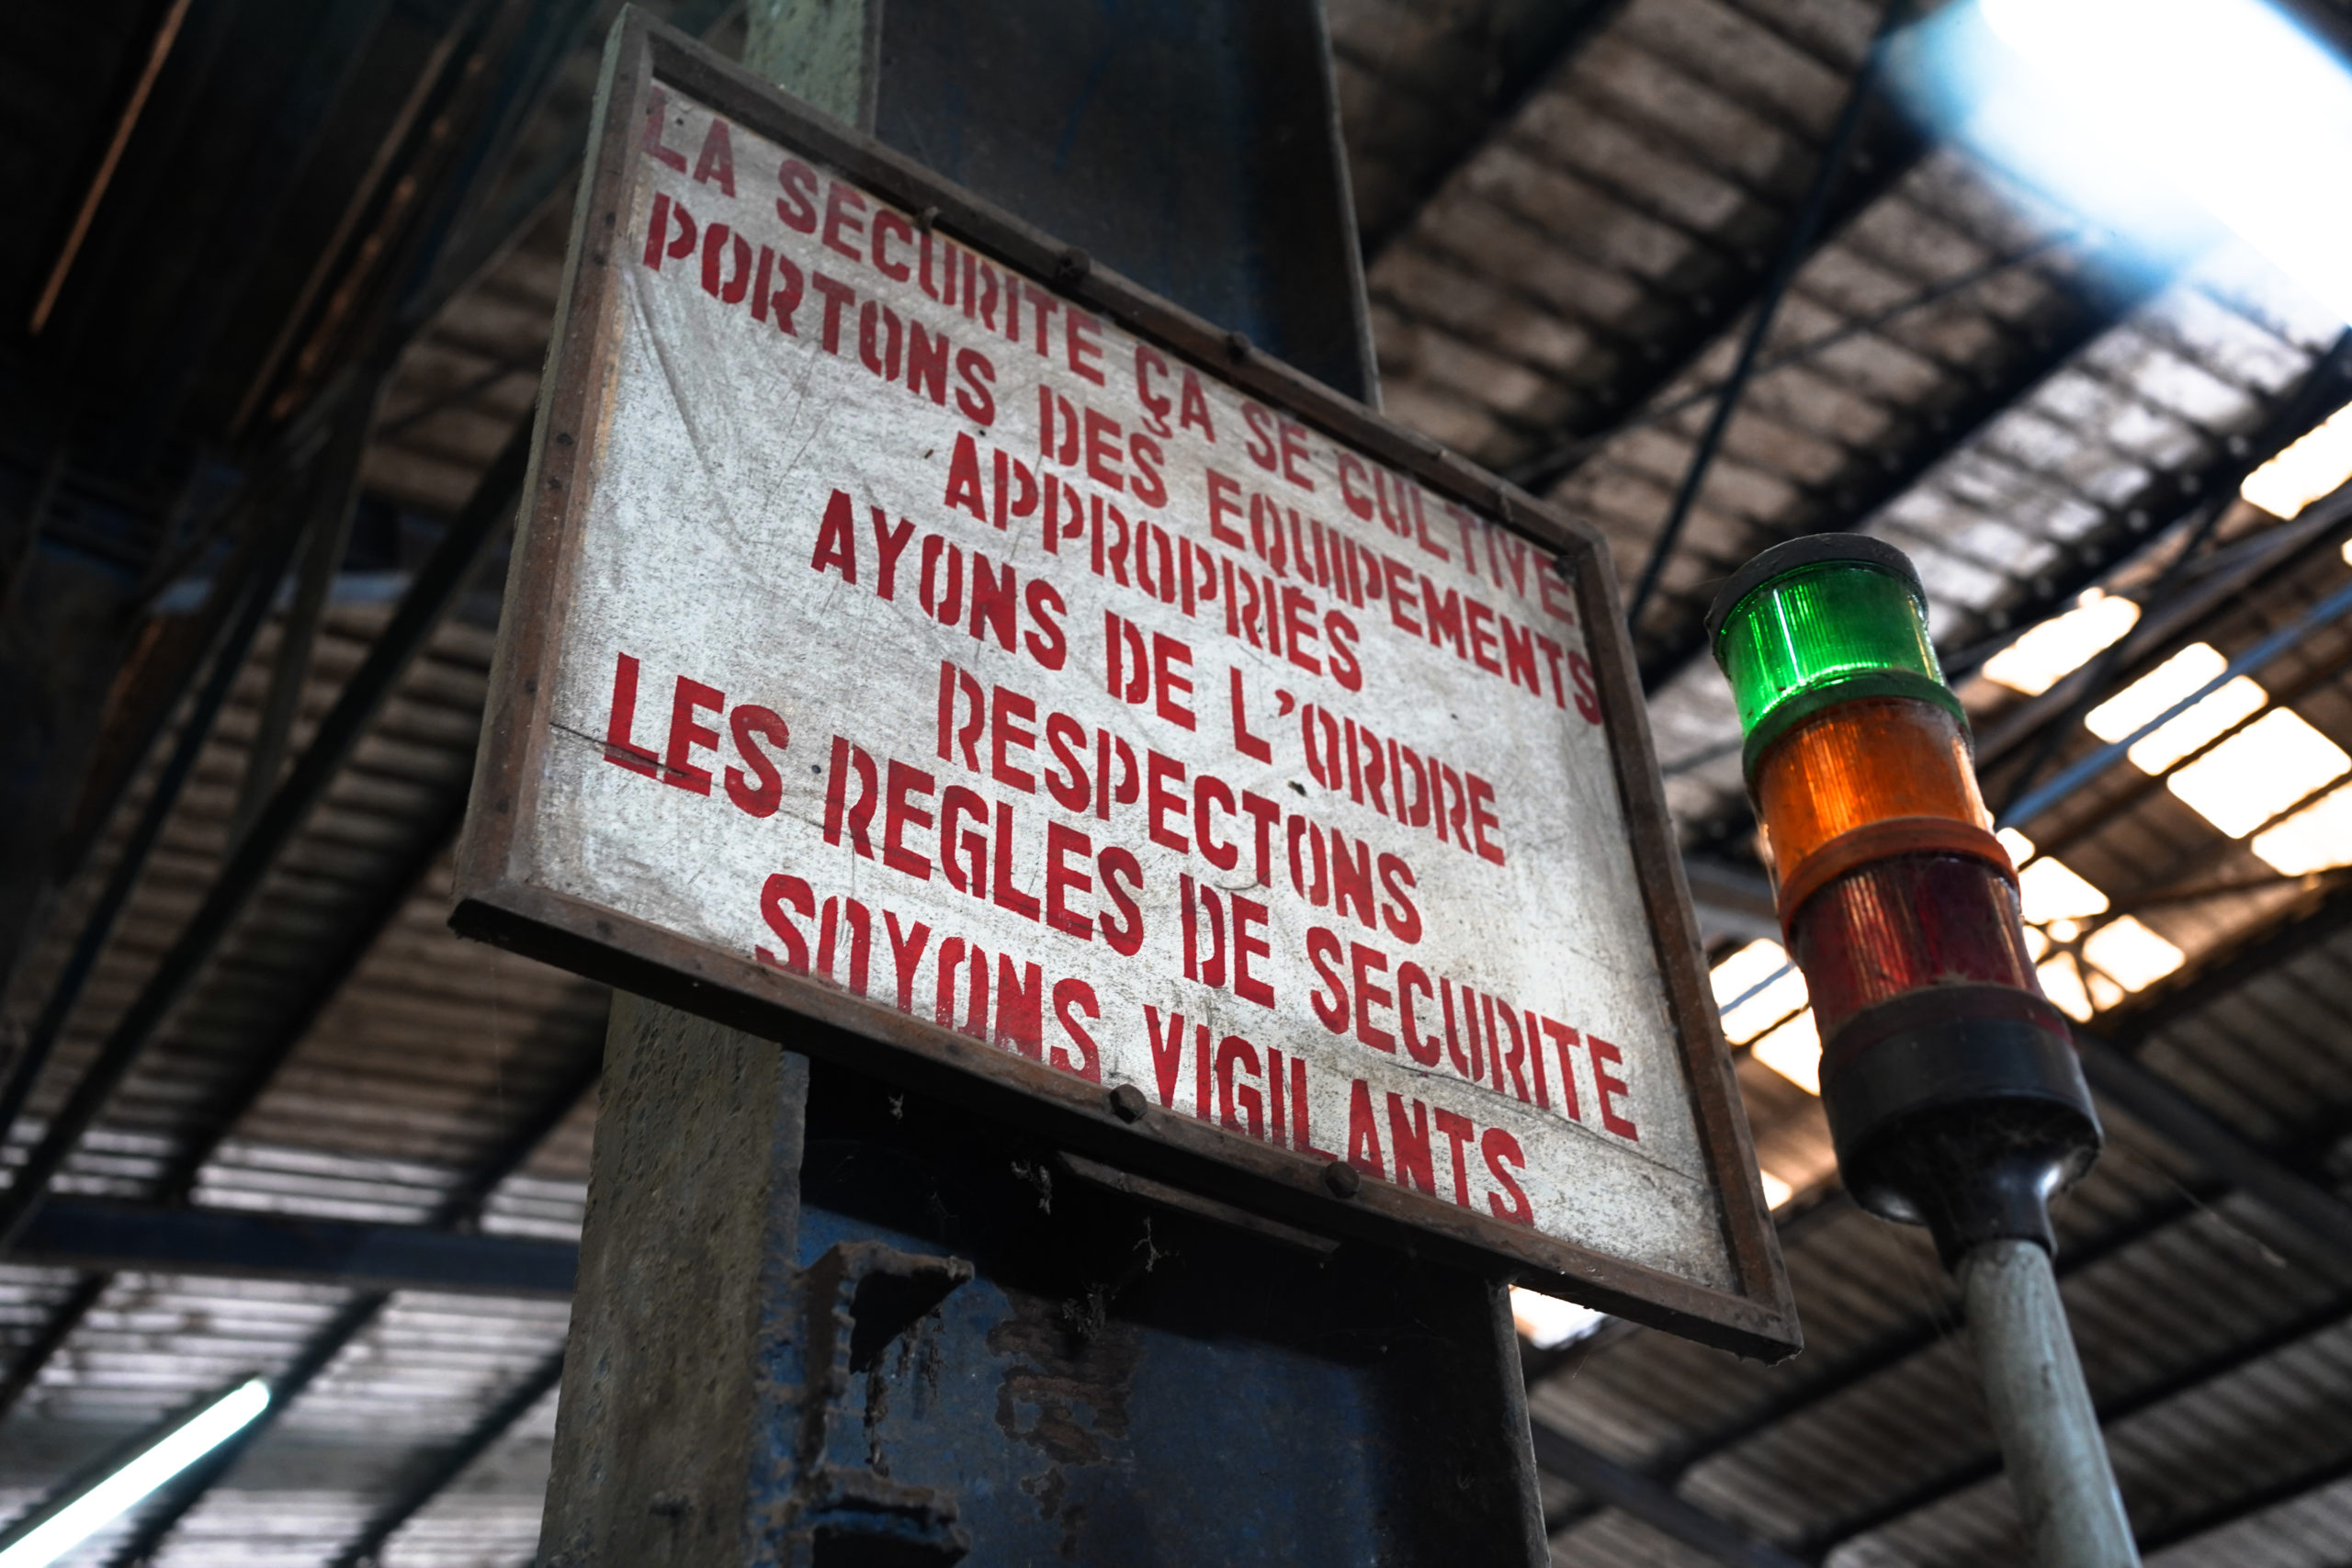 LA SECURITE ÇA SE CULTIVE
PORTONS DES EQUIPEMENTS
APPROPRIÉS
AYONS DE L'ORDRE
RESPECTONS
LES REGLES DE SECURITE
SOYONS VIGILANTS